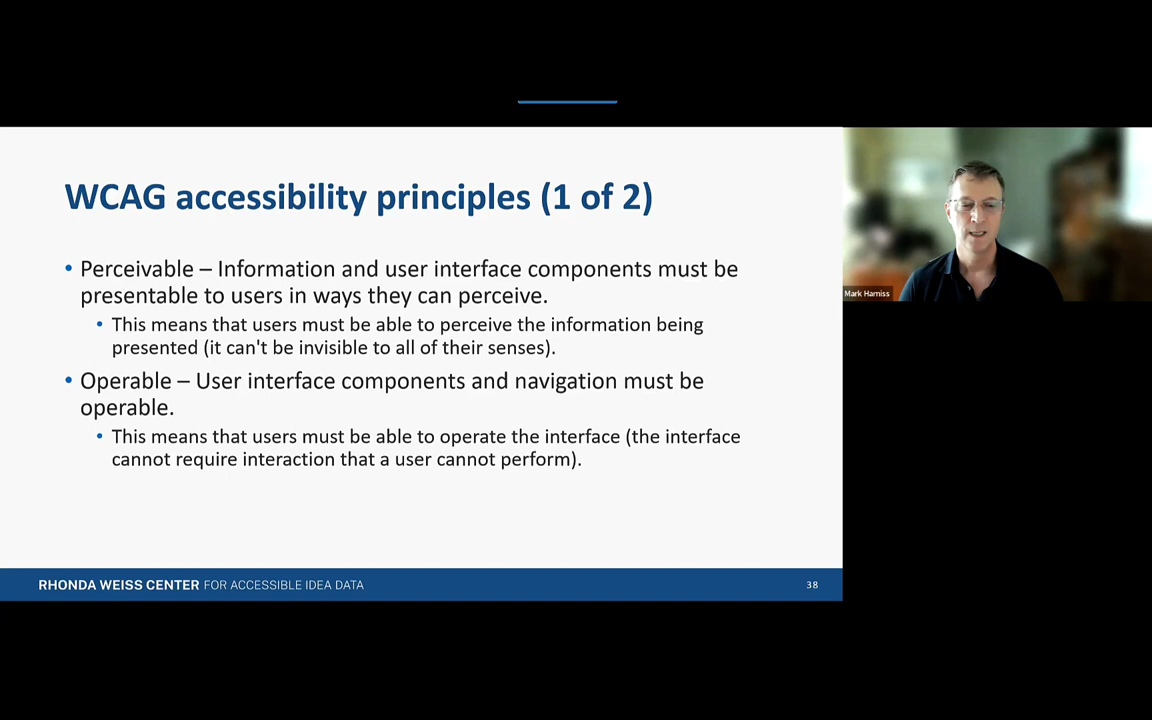 WCAG accessibility principles (1 of 2)
• Perceivable – Information and user interface components must be
presentable to users in ways they can perceive.
• This means that users must be able to perceive the information being
presented (it can't be invisible to all of their senses).
• Operable – User interface components and navigation must be
operable.
• This means that users must be able to operate the interface (the interface
cannot require interaction that a user cannot perform).
RHONDA WEISS CENTER FOR ACCESSIBLE IDEA DATA
38
Mark Harniss